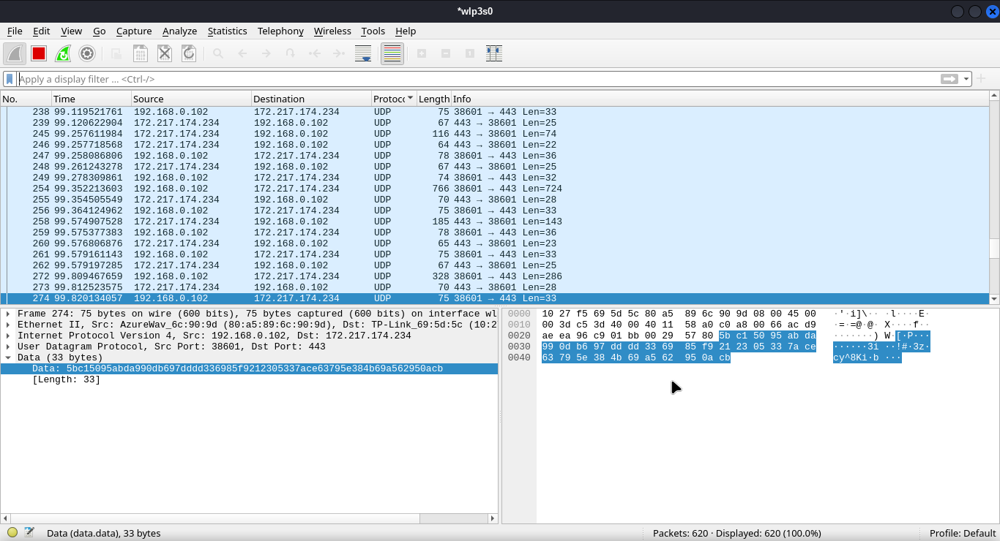 *wlp3s0
File Edit View Go Capture Analyze Statistics Telephony Wireless Tools Help
Apply a display filter ... <Ctrl-/>
No. Time Source Destination Protoc Length Info
238 99.119521761 192.168.0.102 172.217.174.234 UDP 75 38601 → 443 Len=33
239 99.120622904 172.217.174.234 192.168.0.102 UDP 67 443 → 38601 Len=25
245 99.257611984 172.217.174.234 192.168.0.102 UDP 116 443 → 38601 Len=74
246 99.257718568 172.217.174.234 192.168.0.102 UDP 64 443 → 38601 Len=22
247 99.258086806 192.168.0.102 172.217.174.234 UDP 78 38601 → 443 Len=36
248 99.261243278 172.217.174.234 192.168.0.102 UDP 67 443 → 38601 Len=25
249 99.278309861 192.168.0.102 172.217.174.234 UDP 74 38601 → 443 Len=32
254 99.352213603 192.168.0.102 172.217.174.234 UDP 766 38601 → 443 Len=724
255 99.354505549 172.217.174.234 192.168.0.102 UDP 70 443 → 38601 Len=28
256 99.364124962 192.168.0.102 172.217.174.234 UDP 75 38601 → 443 Len=33
258 99.574907528 172.217.174.234 192.168.0.102 UDP 185 443 → 38601 Len=143
259 99.575377383 192.168.0.102 172.217.174.234 UDP 78 38601 → 443 Len=36
260 99.576806876 172.217.174.234 192.168.0.102 UDP 65 443 → 38601 Len=23
261 99.579161143 192.168.0.102 172.217.174.234 UDP 75 38601 → 443 Len=33
262 99.579197285 172.217.174.234 192.168.0.102 UDP 67 443 → 38601 Len=25
272 99.809467659 192.168.0.102 172.217.174.234 UDP 328 38601 → 443 Len=286
273 99.812523575 172.217.174.234 192.168.0.102 UDP 70 443 → 38601 Len=28
274 99.820134057 192.168.0.102 172.217.174.234 UDP 75 38601 → 443 Len=33
Frame 274: 75 bytes on wire (600 bits), 75 bytes captured (600 bits) on interface wl
Ethernet II, Src: AzureWav_6c:90:9d (80:a5:89:6c:90:9d), Dst: TP-Link_69:5d:5c (10:2
Internet Protocol Version 4, Src: 192.168.0.102, Dst: 172.217.174.234
User Datagram Protocol, Src Port: 38601, Dst Port: 443
Data (33 bytes)
Data: 5bc15095abda990db697dddd336985f9212305337ace63795e384b69a562950acb
[Length: 33]
0000 10 27 f5 69 5d 5c 80 a5 89 6c 90 9d 08 00 45 00 ·'·i]\·· ·l····E·
0010 00 3d c5 3d 40 00 40 11 58 a0 c0 a8 00 66 ac d9 ·=·=@·@· X····f··
0020 ae ea 96 c9 01 bb 00 29 57 80 5b c1 50 95 ab da ·······) W·[·P···
0030 99 0d b6 97 dd dd 33 69 85 f9 21 23 05 33 7a ce ······3i ··!#·3z·
0040 63 79 5e 38 4b 69 a5 62 95 0a cb cy^8Ki·b ···
Data (data.data), 33 bytes
Packets: 620 · Displayed: 620 (100.0%)
Profile: Default